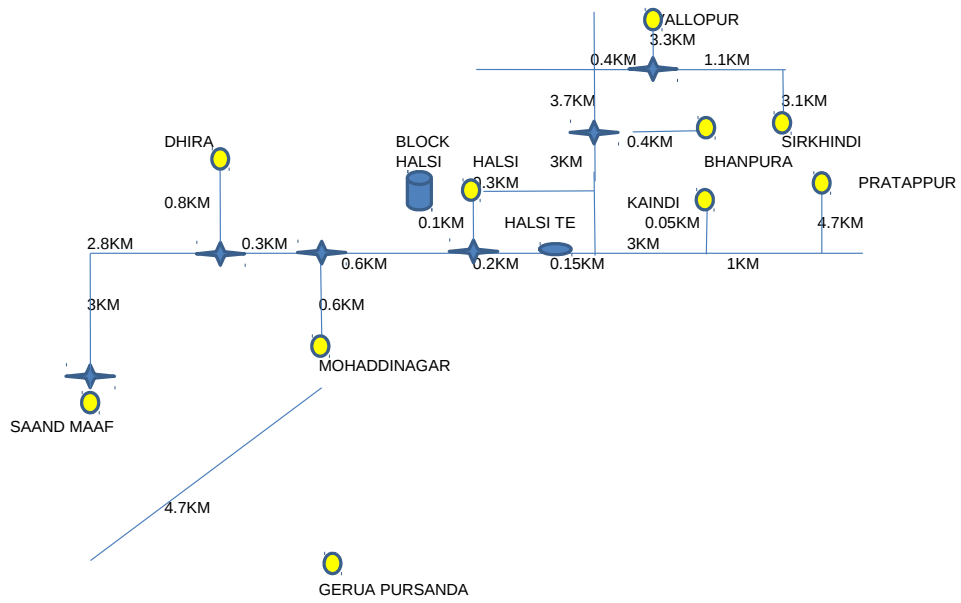 VALLOPUR
3.3KM
0.4KM
1.1KM
3.7KM
3.1KM
DHIRA
BLOCK
HALSI
HALSI
3KM
0.4KM
SIRKHINDI
BHANPURA
0.3KM
PRATAPPUR
0.8KM
KAINDI
0.1KM
HALSI TE
0.05KM
4.7KM
2.8KM
0.3KM
3KM
0.6KM
0.2KM
0.15KM
1KM
3KM
0.6KM
MOHADDINAGAR
SAAND MAAF
4.7KM
GERUA PURSANDA